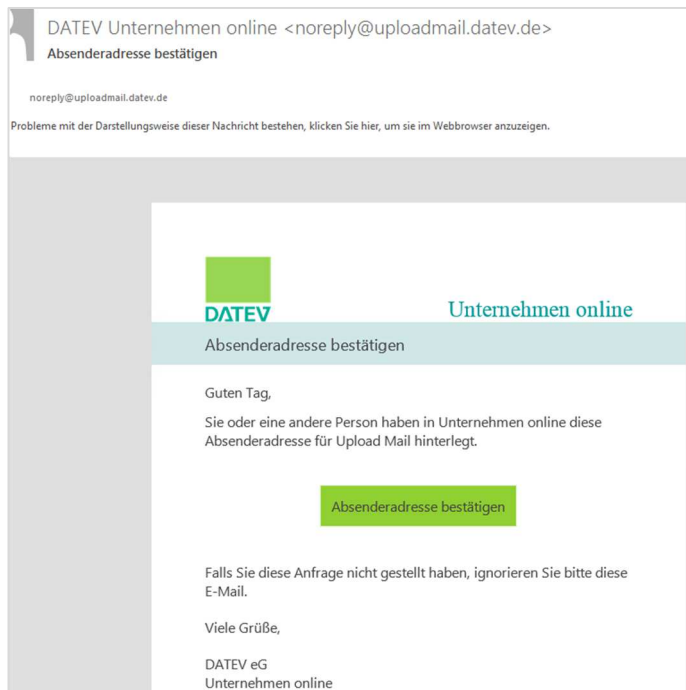 DATEV Unternehmen online <noreply@uploadmail.datev.de>
Absenderadresse bestätigen
noreply@uploadmail.datev.de
Probleme mit der Darstellungsweise dieser Nachricht bestehen, klicken Sie hier, um sie im Webbrowser anzuzeigen.
DATEV
Unternehmen online
Absenderadresse bestätigen
Guten Tag,
Sie oder eine andere Person haben in Unternehmen online diese
Absenderadresse für Upload Mail hinterlegt.
Absenderadresse bestätigen
Falls Sie diese Anfrage nicht gestellt haben, ignorieren Sie bitte diese
E-Mail.
Viele Grüße,
DATEV eG
Unternehmen online